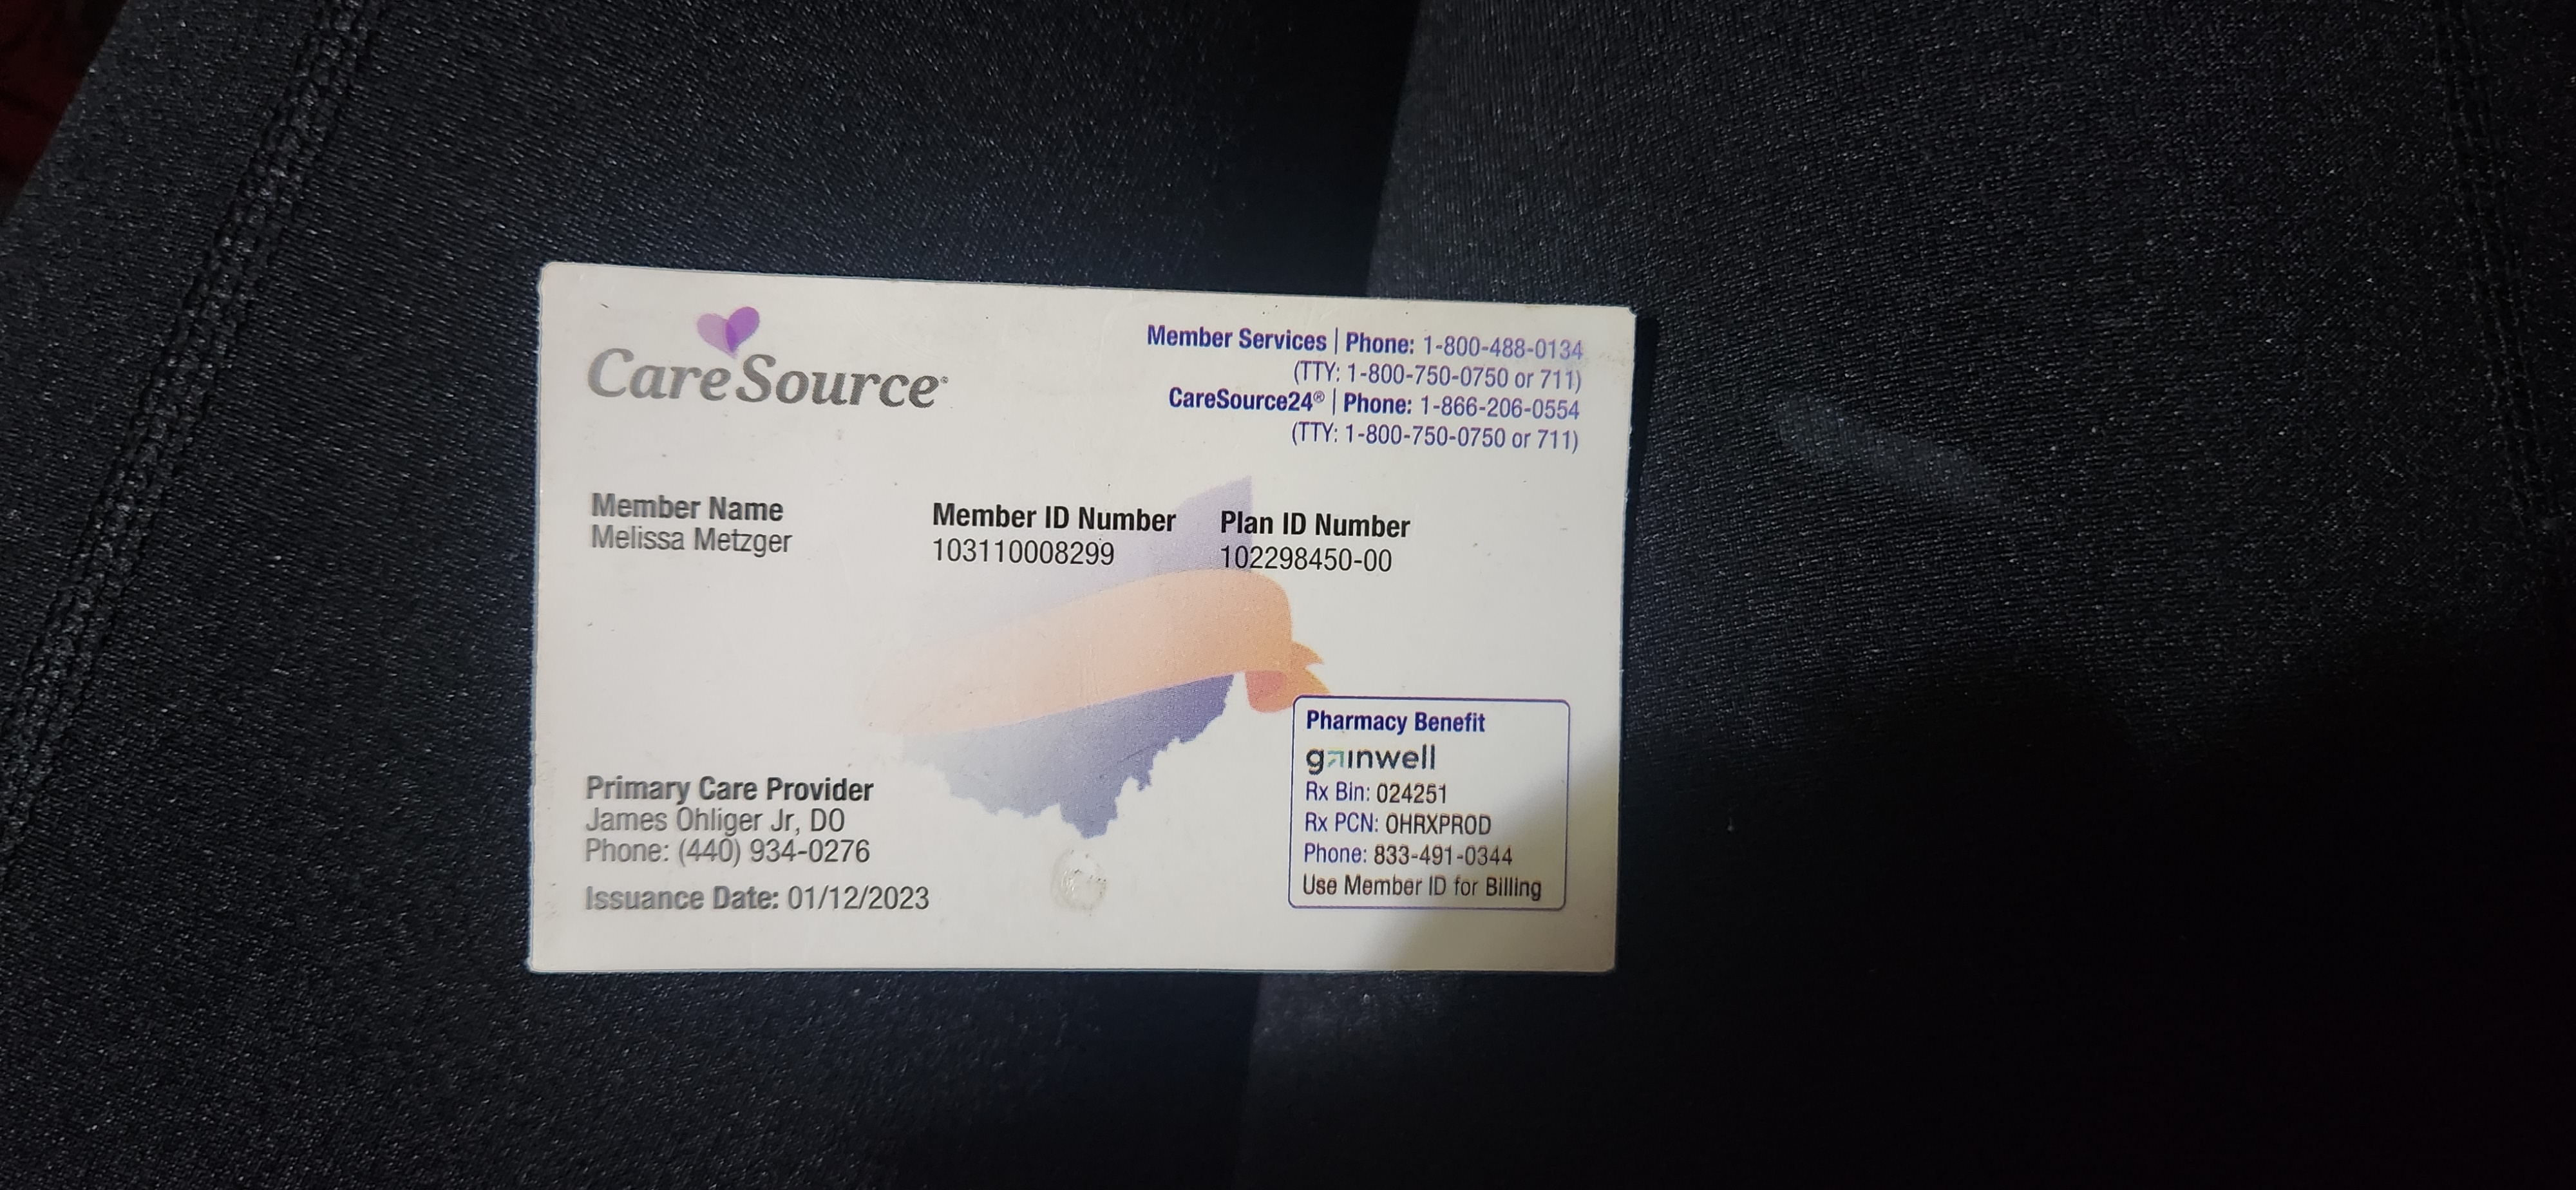 CareSource
Member Services | Phone: 1-800-488-0134
(TTY: 1-800-750-0750 or 711)
CareSource24® | Phone: 1-866-206-0554
(TTY: 1-800-750-0750 or 711)
Member Name
Melissa Metzger
Member ID Number
103110008299
Plan ID Number
102298450-00
Primary Care Provider
James Ohliger Jr, DO
Phone: (440) 934-0276
Issuance Date: 01/12/2023
Pharmacy Benefit
gainwell
Rx Bin: 024251
Rx PCN: OHRXPROD
Phone: 833-491-0344
Use Member ID for Billing